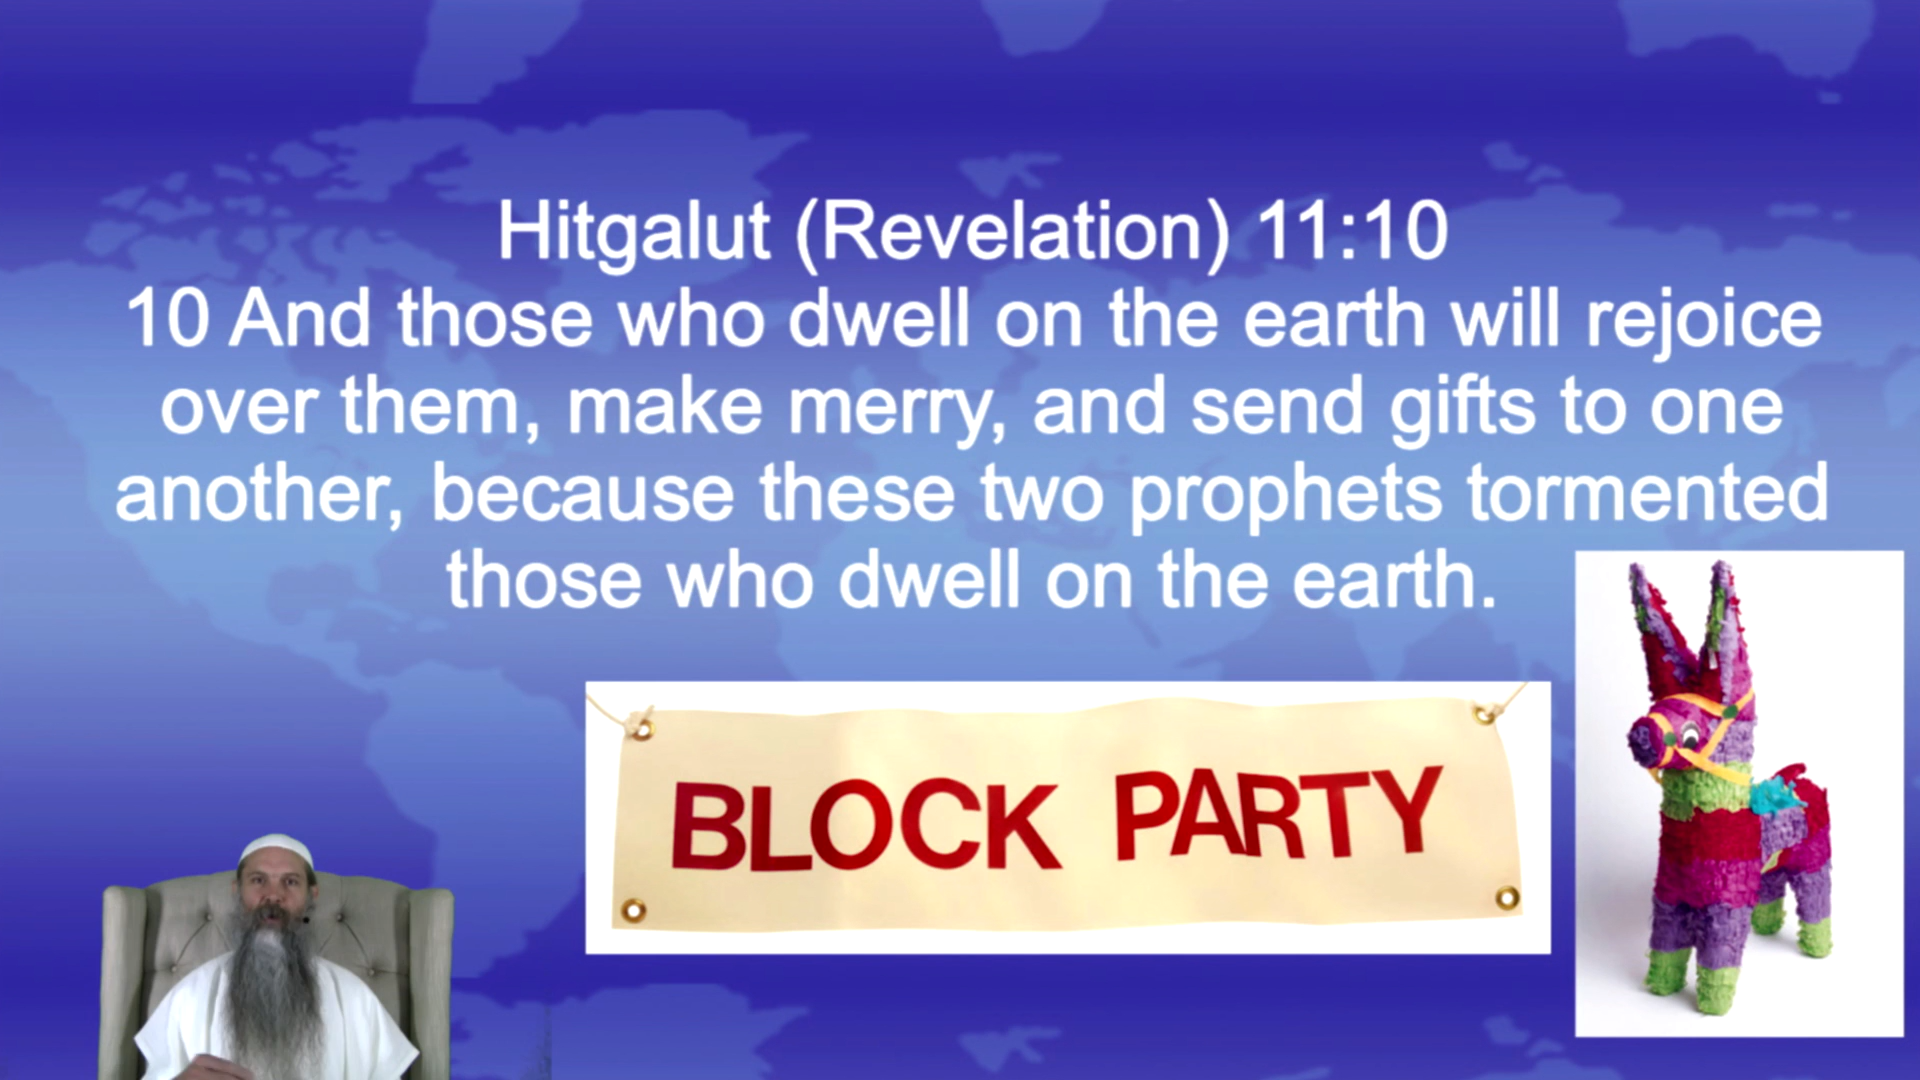 Hitgalut (Revelation) 11:10
10 And those who dwell on the earth will rejoice
over them, make merry, and send gifts to one
another, because these two prophets tormented
those who dwell on the earth.
BLOCK PARTY